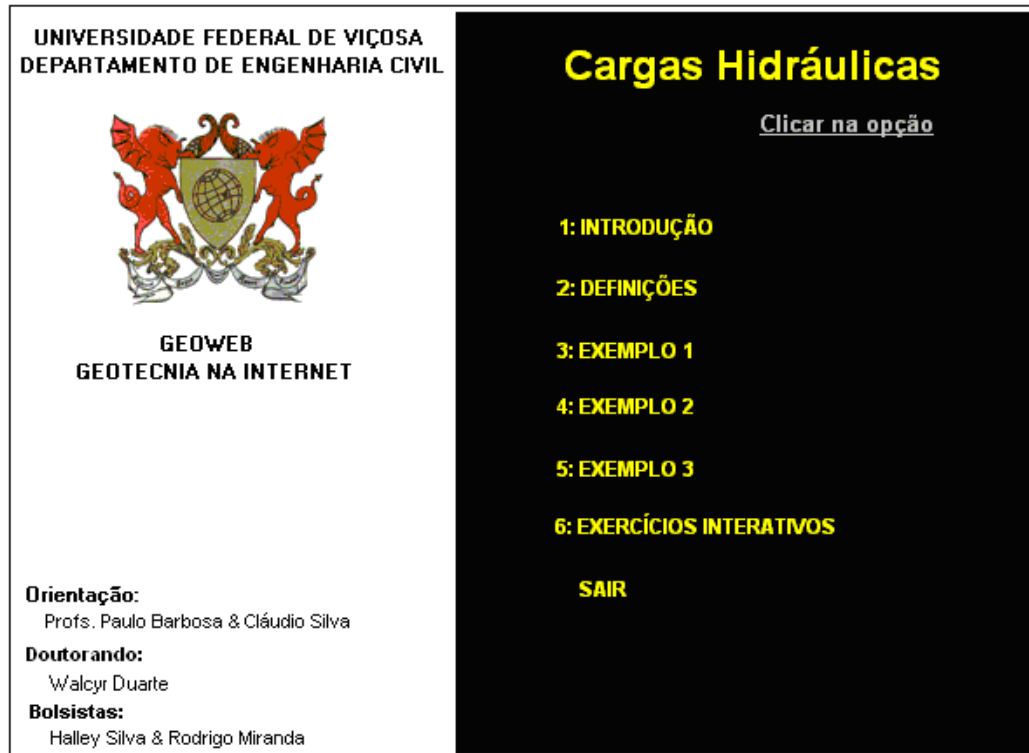 UNIVERSIDADE FEDERAL DE VIÇOSA
DEPARTAMENTO DE ENGENHARIA CIVIL
GEOWEB
GEOTECNIA NA INTERNET
Orientação:
Profs. Paulo Barbosa & Cláudio Silva
Doutorando:
Walcyr Duarte
Bolsistas:
Halley Silva & Rodrigo Miranda
Cargas Hidráulicas
Clicar na opção
1: INTRODUÇÃO
2: DEFINIÇÕES
3: EXEMPLO 1
4: EXEMPLO 2
5: EXEMPLO 3
6: EXERCÍCIOS INTERATIVOS
SAIR